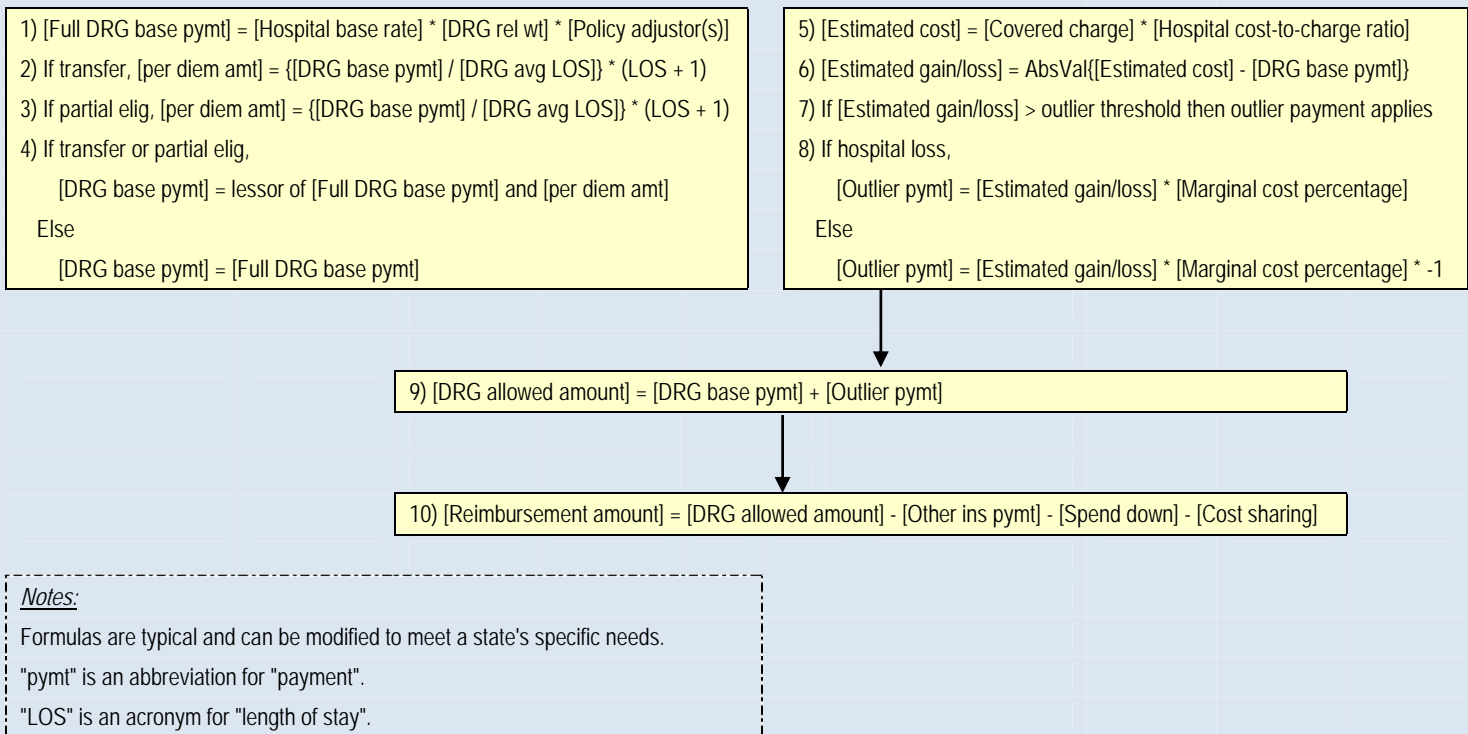 1) [Full DRG base pymt] = [Hospital base rate] * [DRG rel wt] * [Policy adjustor(s)]
2) If transfer, [per diem amt] = {[DRG base pymt] / [DRG avg LOS]} * (LOS + 1)
3) If partial elig, [per diem amt] = {[DRG base pymt] / [DRG avg LOS]} * (LOS + 1)
4) If transfer or partial elig,
[DRG base pymt] = lessor of [Full DRG base pymt] and [per diem amt]
Else
[DRG base pymt] = [Full DRG base pymt]
5) [Estimated cost] = [Covered charge] * [Hospital cost-to-charge ratio]
6) [Estimated gain/loss] = AbsVal{[Estimated cost] - [DRG base pymt]}
7) If [Estimated gain/loss] > outlier threshold then outlier payment applies
8) If hospital loss,
[Outlier pymt] = [Estimated gain/loss] * [Marginal cost percentage]
Else
[Outlier pymt] = [Estimated gain/loss] * [Marginal cost percentage] * -1
9) [DRG allowed amount] = [DRG base pymt] + [Outlier pymt]
10) [Reimbursement amount] = [DRG allowed amount] - [Other ins pymt] - [Spend down] - [Cost sharing]
Notes:
Formulas are typical and can be modified to meet a state's specific needs.
"pymt" is an abbreviation for "payment".
"LOS" is an acronym for "length of stay".